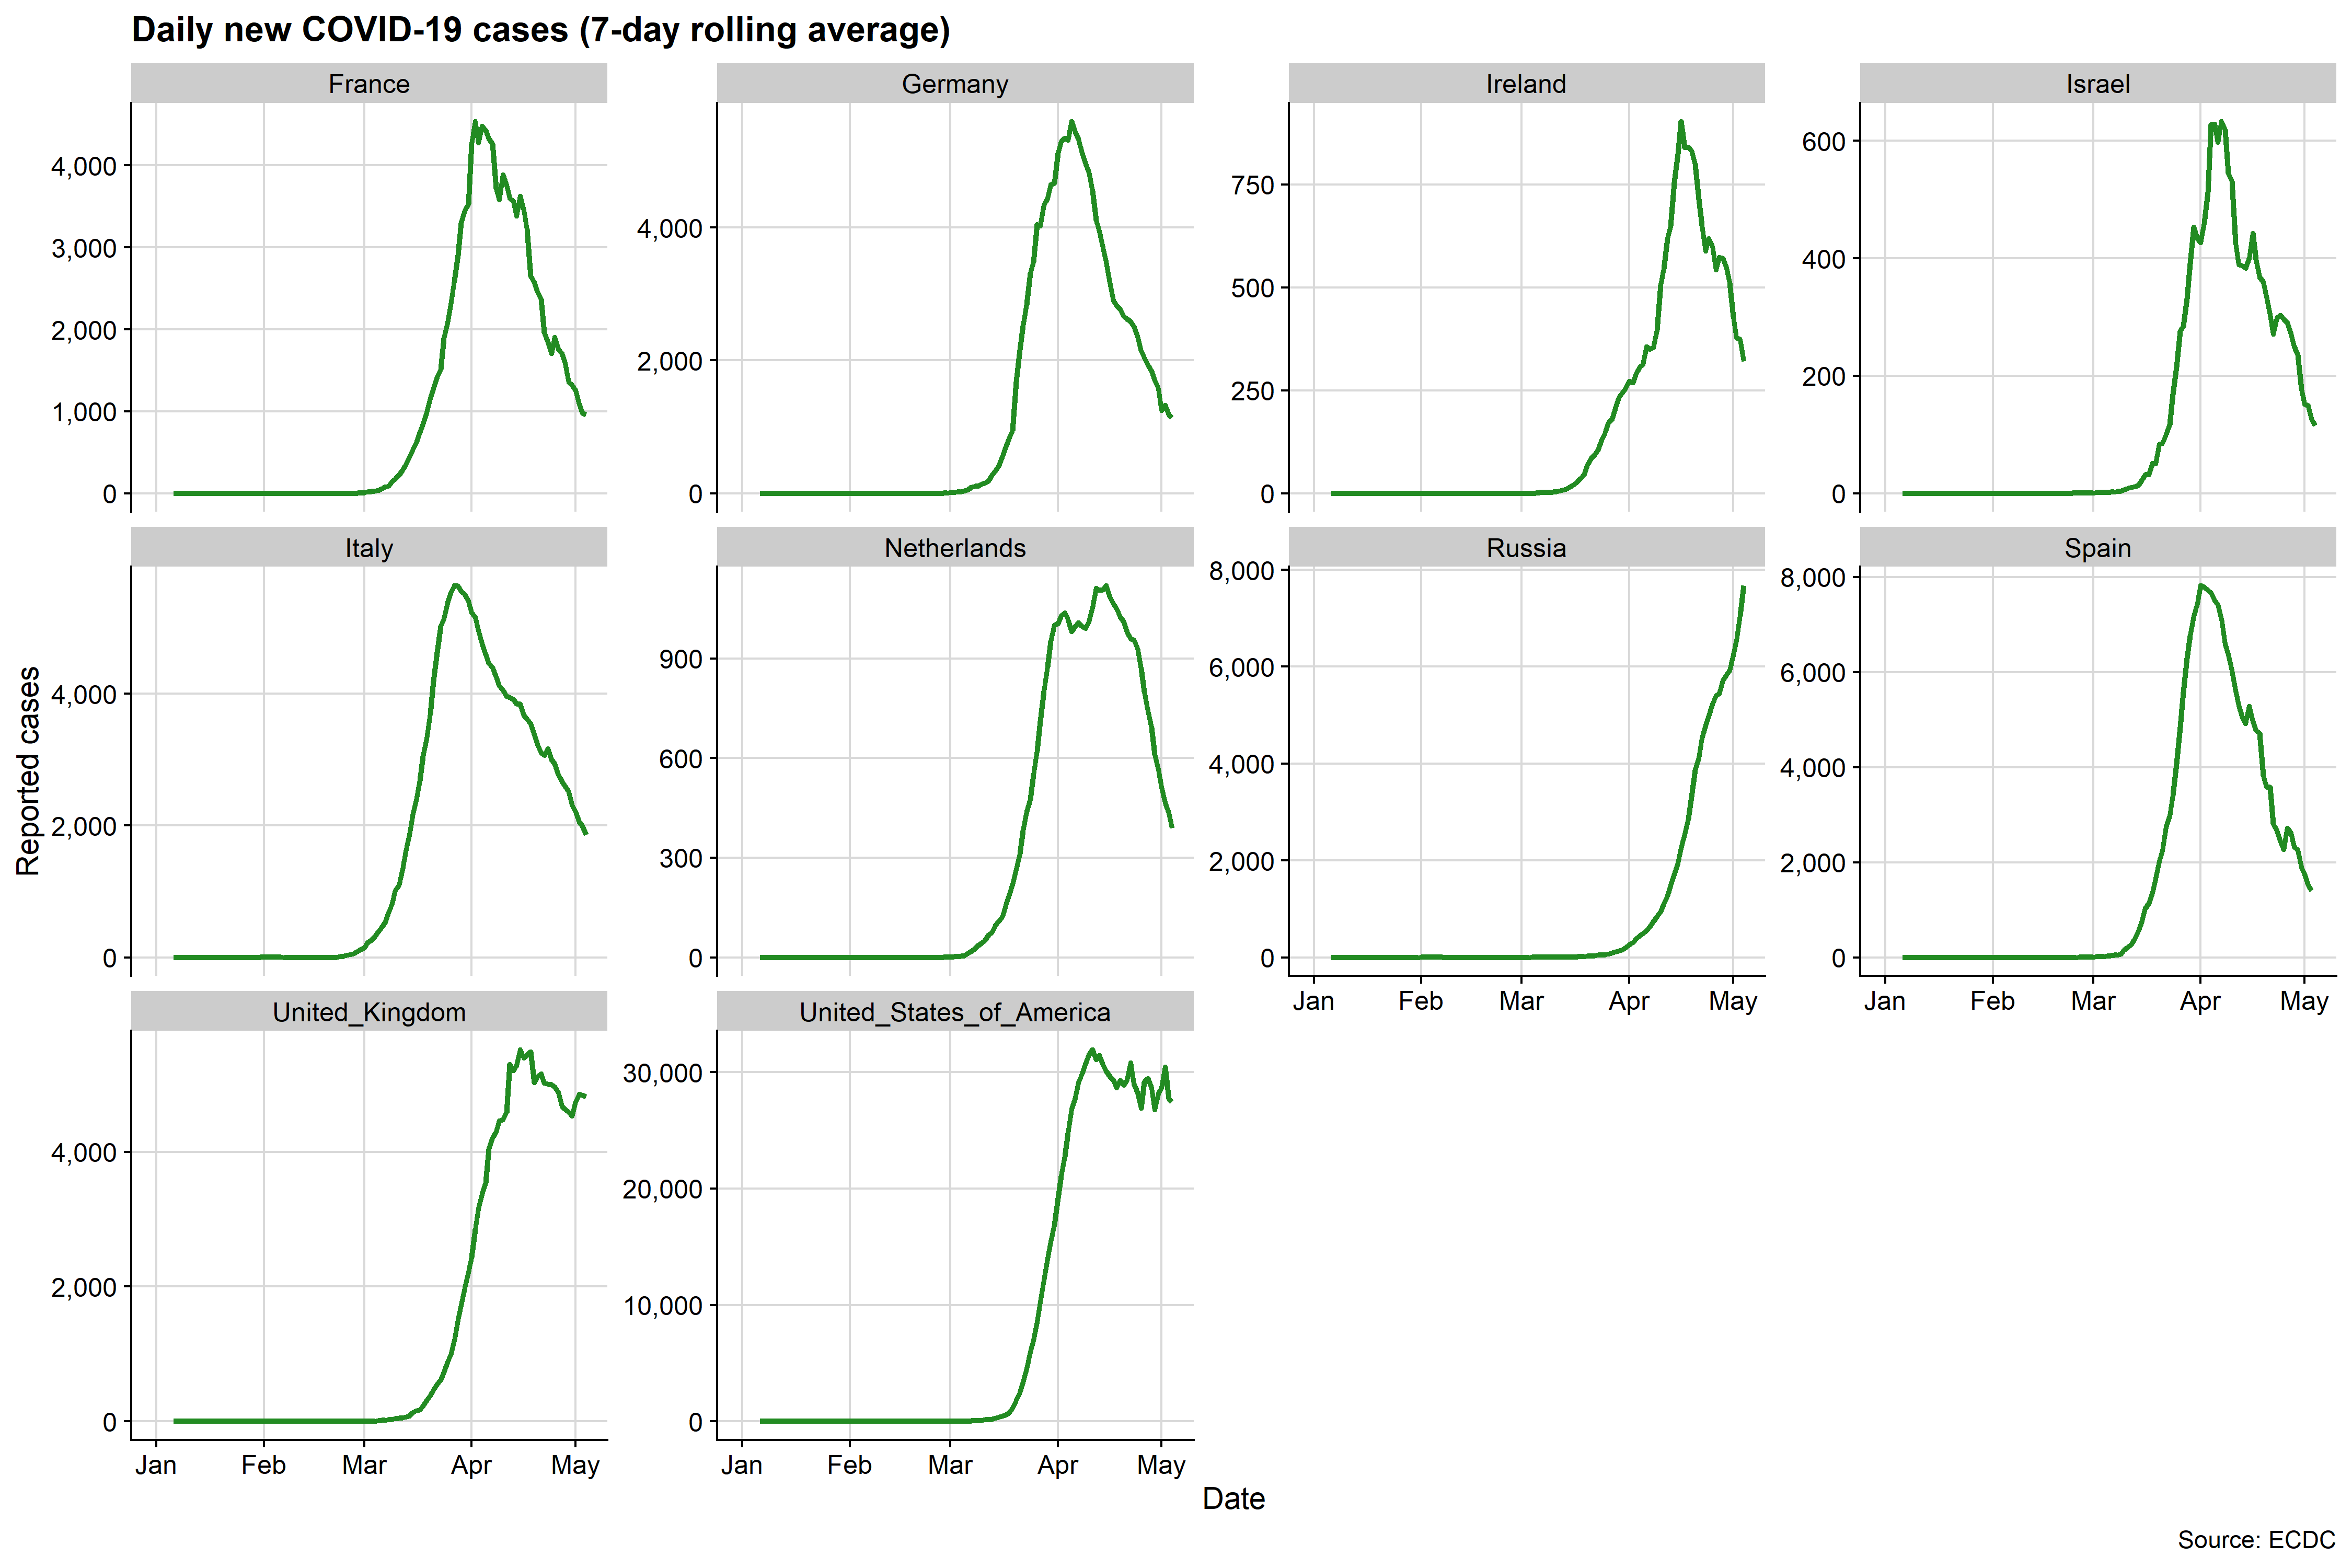 Daily new COVID-19 cases (7-day rolling average)
France
Germany
Ireland
Israel
4,000
3,000
2,000
1,000
0
4,000
2,000
0
750
500
250
0
600
400
200
0
Italy
Netherlands
Russia
Spain
4,000
2,000
0
900
600
300
0
8,000
6,000
4,000
2,000
0
8,000
6,000
4,000
2,000
0
Jan Feb Mar Apr May
Jan Feb Mar Apr May
United_Kingdom
United_States_of_America
4,000
2,000
0
30,000
20,000
10,000
0
Jan Feb Mar Apr May
Jan Feb Mar Apr May
Reported cases
Date
Source: ECDC